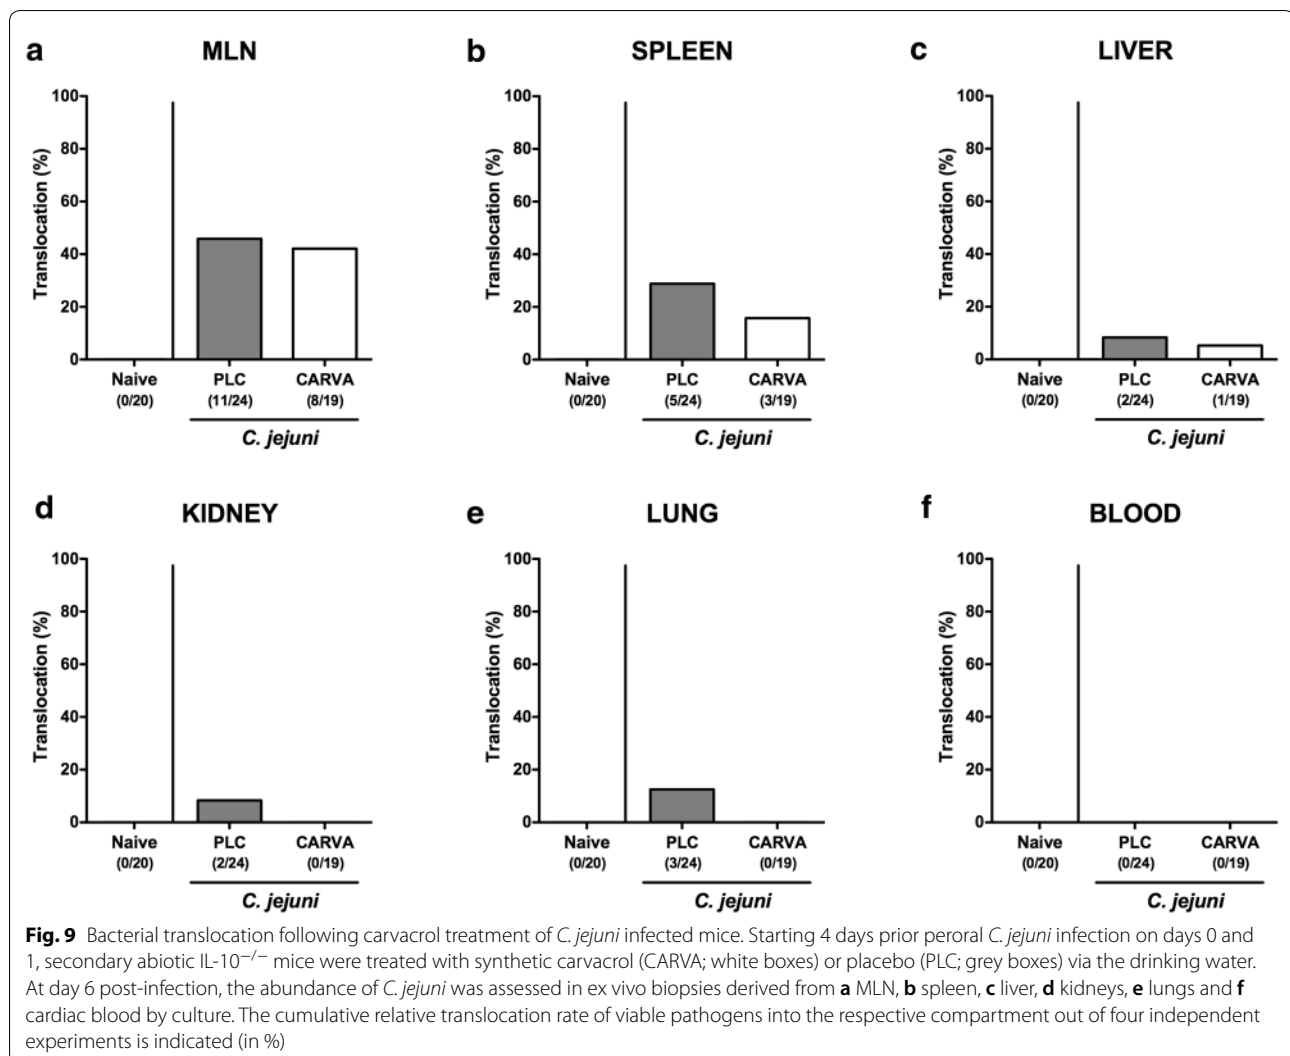 a MLN
b SPLEEN
c LIVER
Translocation (%)
100
80
60
40
20
0
Naive PLC CARVA
(0/20) (11/24) (8/19)
C. jejuni
Translocation (%)
100
80
60
40
20
0
Naive PLC CARVA
(0/20) (5/24) (3/19)
C. jejuni
Translocation (%)
100
80
60
40
20
0
Naive PLC CARVA
(0/20) (2/24) (1/19)
C. jejuni
d KIDNEY
e LUNG
f BLOOD
Translocation (%)
100
80
60
40
20
0
Naive PLC CARVA
(0/20) (2/24) (0/19)
C. jejuni
Translocation (%)
100
80
60
40
20
0
Naive PLC CARVA
(0/20) (3/24) (0/19)
C. jejuni
Translocation (%)
100
80
60
40
20
0
Naive PLC CARVA
(0/20) (0/24) (0/19)
C. jejuni
Fig. 9 Bacterial translocation following carvacrol treatment of C. jejuni infected mice. Starting 4 days prior peroral C. jejuni infection on days 0 and
1, secondary abiotic IL-10−/− mice were treated with synthetic carvacrol (CARVA; white boxes) or placebo (PLC; grey boxes) via the drinking water.
At day 6 post-infection, the abundance of C. jejuni was assessed in ex vivo biopsies derived from a MLN, b spleen, c liver, d kidneys, e lungs and f
cardiac blood by culture. The cumulative relative translocation rate of viable pathogens into the respective compartment out of four independent
experiments is indicated (in %)